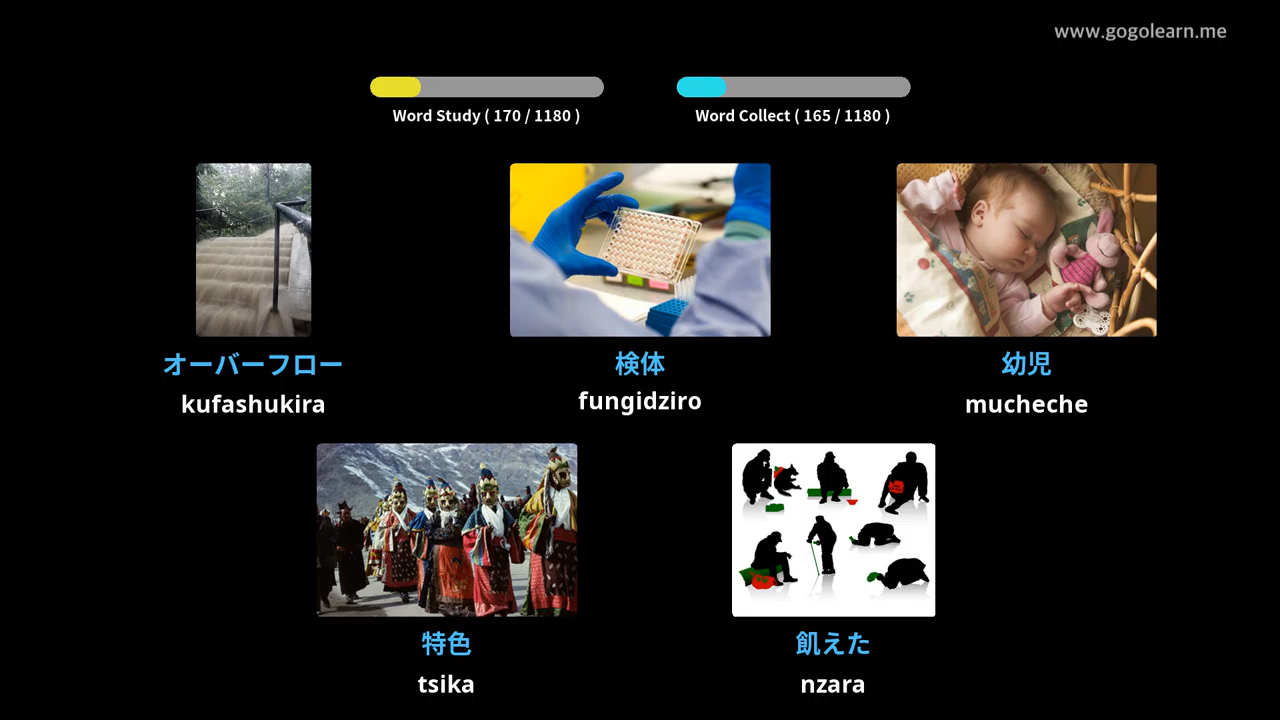 www.gogolearn.me
Word Study ( 170 / 1180 )
Word Collect ( 165 / 1180 )
オーバーフロー
kufashukira
検体
fungidziro
幼児
mucheche
特色
tsika
飢えた
nzara